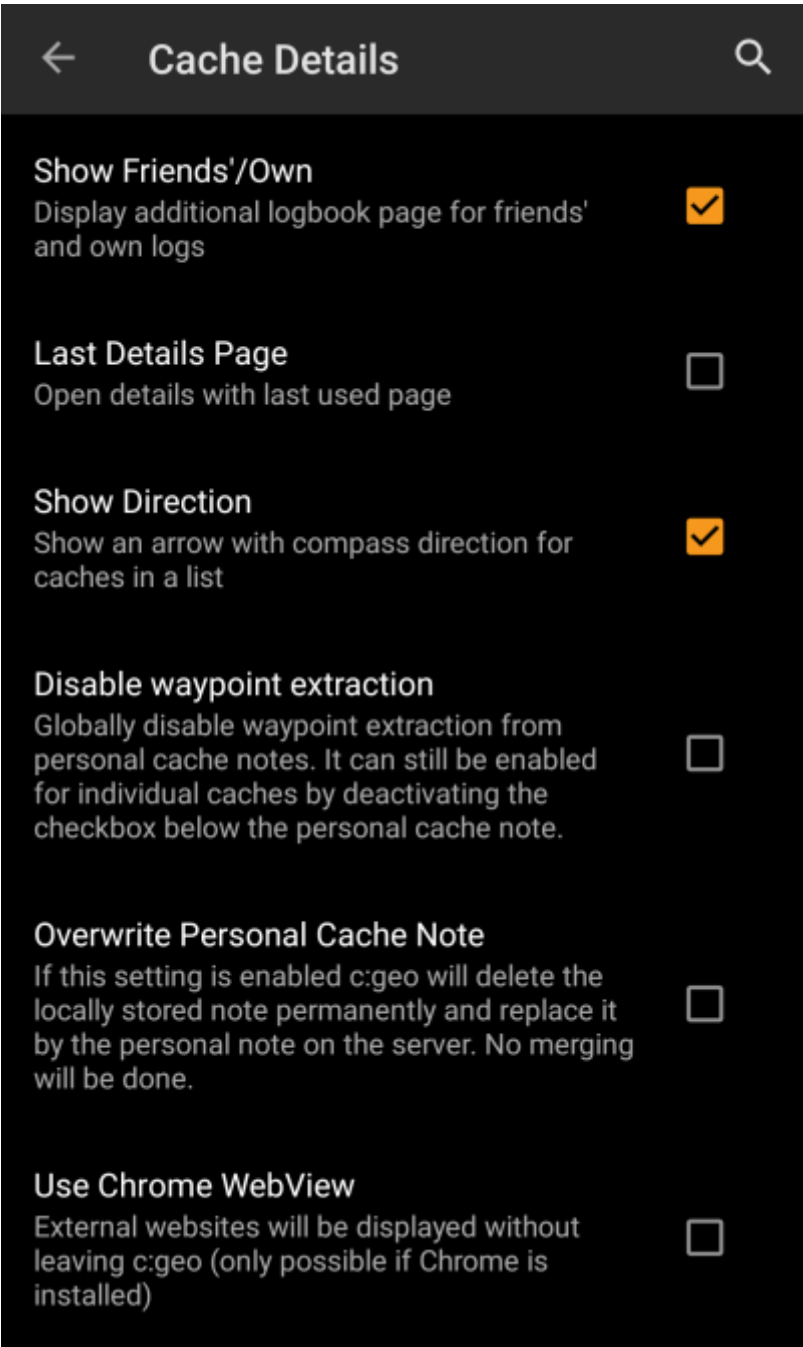 Cache Details
Show Friends'/Own
Display additional logbook page for friends'
and own logs
Last Details Page
Open details with last used page
Show Direction
Show an arrow with compass direction for
caches in a list
Disable waypoint extraction
Globally disable waypoint extraction from
personal cache notes. It can still be enabled
for individual caches by deactivating the
checkbox below the personal cache note.
Overwrite Personal Cache Note
If this setting is enabled c:geo will delete the
locally stored note permanently and replace it
by the personal note on the server. No merging
will be done.
Use Chrome WebView
External websites will be displayed without
leaving c:geo (only possible if Chrome is
installed)